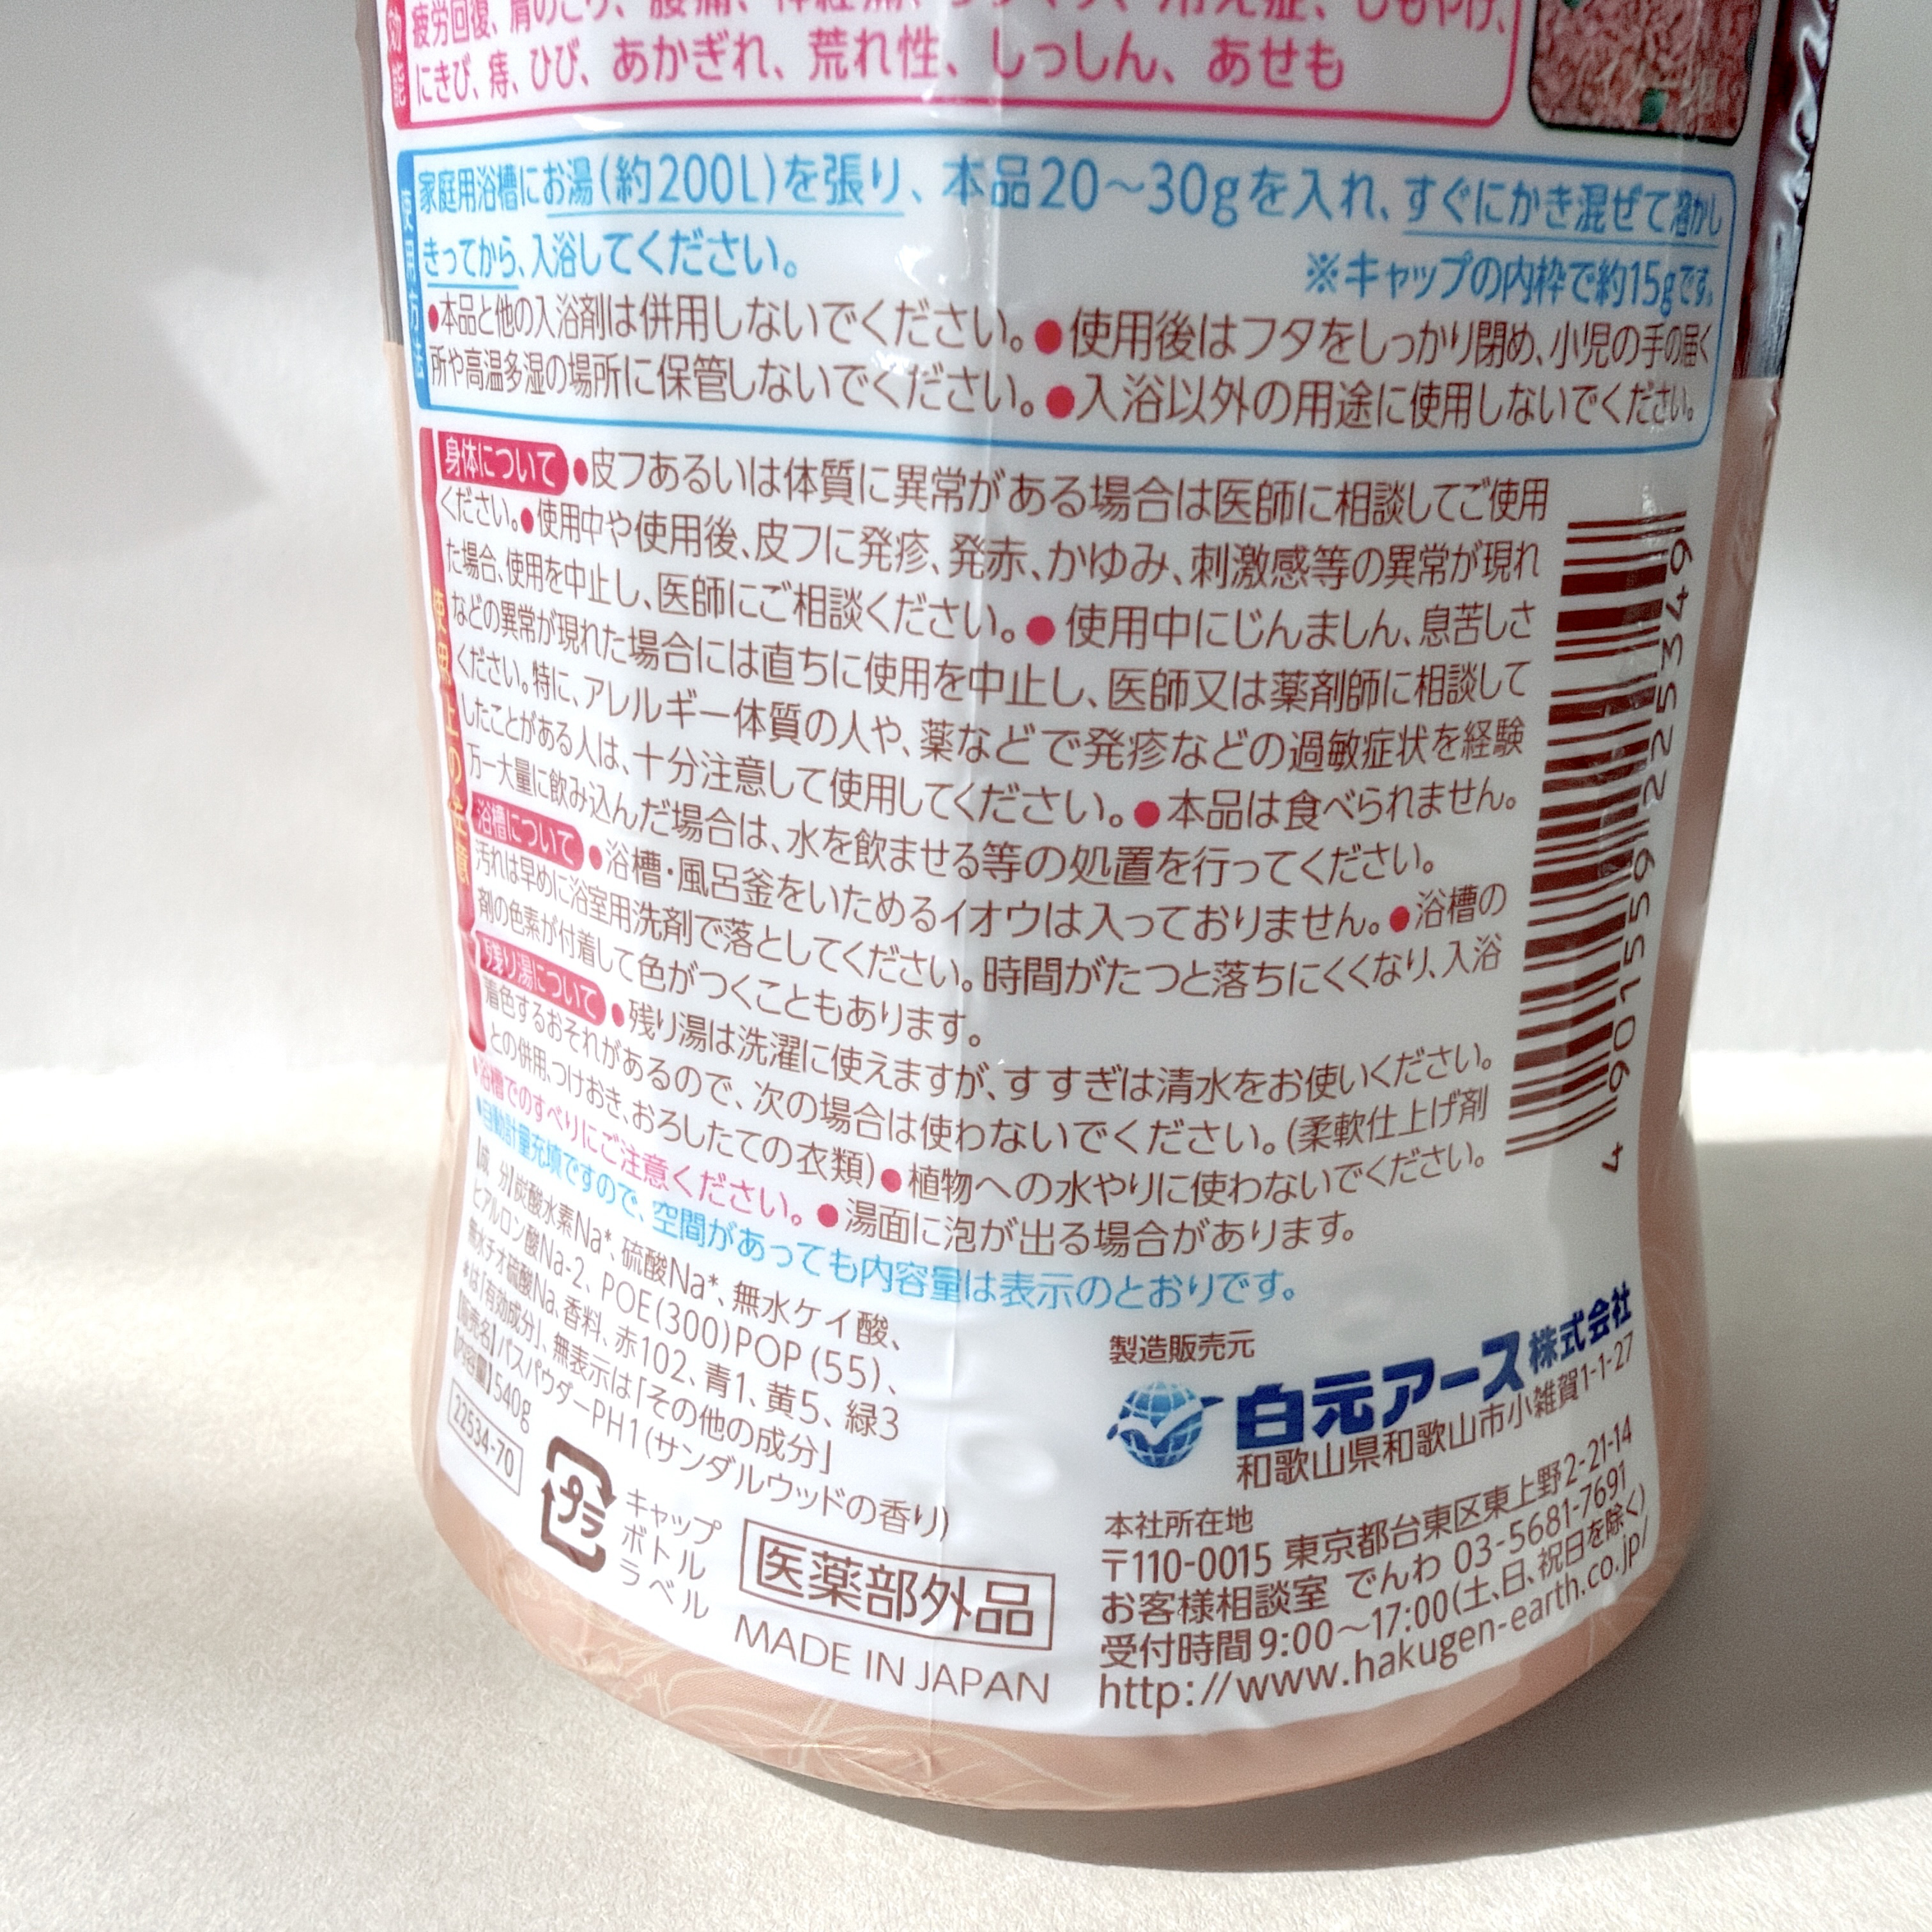 効能
疲労回復、肩のこり、腰痛、神経痛、リウマチ、冷え症、しもやけ、
にきび、痔、ひび、あかぎれ、荒れ性、しっしん、あせも
使用方法
家庭用浴槽にお湯(約200L)を張り、本品20〜30gを入れ、すぐにかき混ぜて溶かし
きってから、入浴してください。
※キャップの内枠で約15gです。
●本品と他の入浴剤は併用しないでください。●使用後はフタをしっかり閉め、小児の手の届く
所や高温多湿の場所に保管しないでください。●入浴以外の用途に使用しないでください。
使用上の注意
身体について ●皮フあるいは体質に異常がある場合は医師に相談してご使用
ください。●使用中や使用後、皮フに発疹、発赤、かゆみ、刺激感等の異常が現れ
た場合、使用を中止し、医師にご相談ください。●使用中にじんましん、息苦しさ
などの異常が現れた場合には直ちに使用を中止し、医師又は薬剤師に相談して
ください。特に、アレルギー体質の人や、薬などで発疹などの過敏症状を経験
したことがある人は、十分注意して使用してください。●本品は食べられません。
万一大量に飲み込んだ場合は、水を飲ませる等の処置を行ってください。
浴槽について ●浴槽・風呂釜をいためるイオウは入っておりません。●浴槽の
汚れは早めに浴室用洗剤で落としてください。時間がたつと落ちにくくなり、入浴
剤の色素が付着して色がつくこともあります。
残り湯について ●残り湯は洗濯に使えますが、すすぎは清水をお使いください。
着色するおそれがあるので、次の場合は使わないでください。(柔軟仕上げ剤
との併用、つけおき、おろしたての衣類)●植物への水やりに使わないでください。
●浴槽でのすべりにご注意ください。●湯面に泡が出る場合があります。
●自動計量充填ですので、空間があっても内容量は表示のとおりです。
【成 分】炭酸水素Na*、硫酸Na*、無水ケイ酸、
ヒアルロン酸Na-2、POE(300)POP(55)、
無水チオ硫酸Na、香料、赤102、青1、黄5、緑3
*は「有効成分」、無表示は「その他の成分」
【販売名】バスパウダーPH1(サンダルウッドの香り)
【内容量】540g
22534-70
プラ
キャップ
ボトル
ラベル
医薬部外品
MADE IN JAPAN
製造販売元
白元アース株式会社
和歌山県和歌山市小雑賀1-1-27
本社所在地
〒110-0015 東京都台東区東上野2-21-14
お客様相談室 でんわ 03-5681-7691
受付時間9:00〜17:00(土、日、祝日を除く)
http://www.hakugen-earth.co.jp/
4 901559 225349